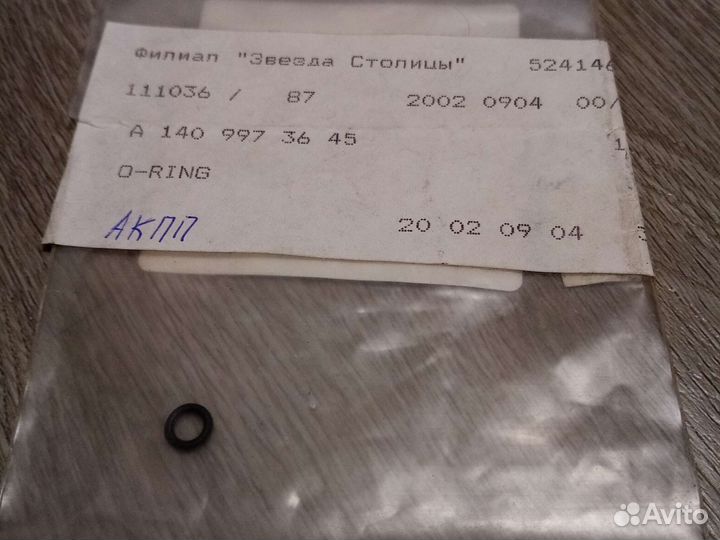 Филиал "Звезда Столицы" 524146
111036 / 87 2002 0904 00/
A 140 997 36 45 1
O-RING
АКПП 20 02 09 04
Avito